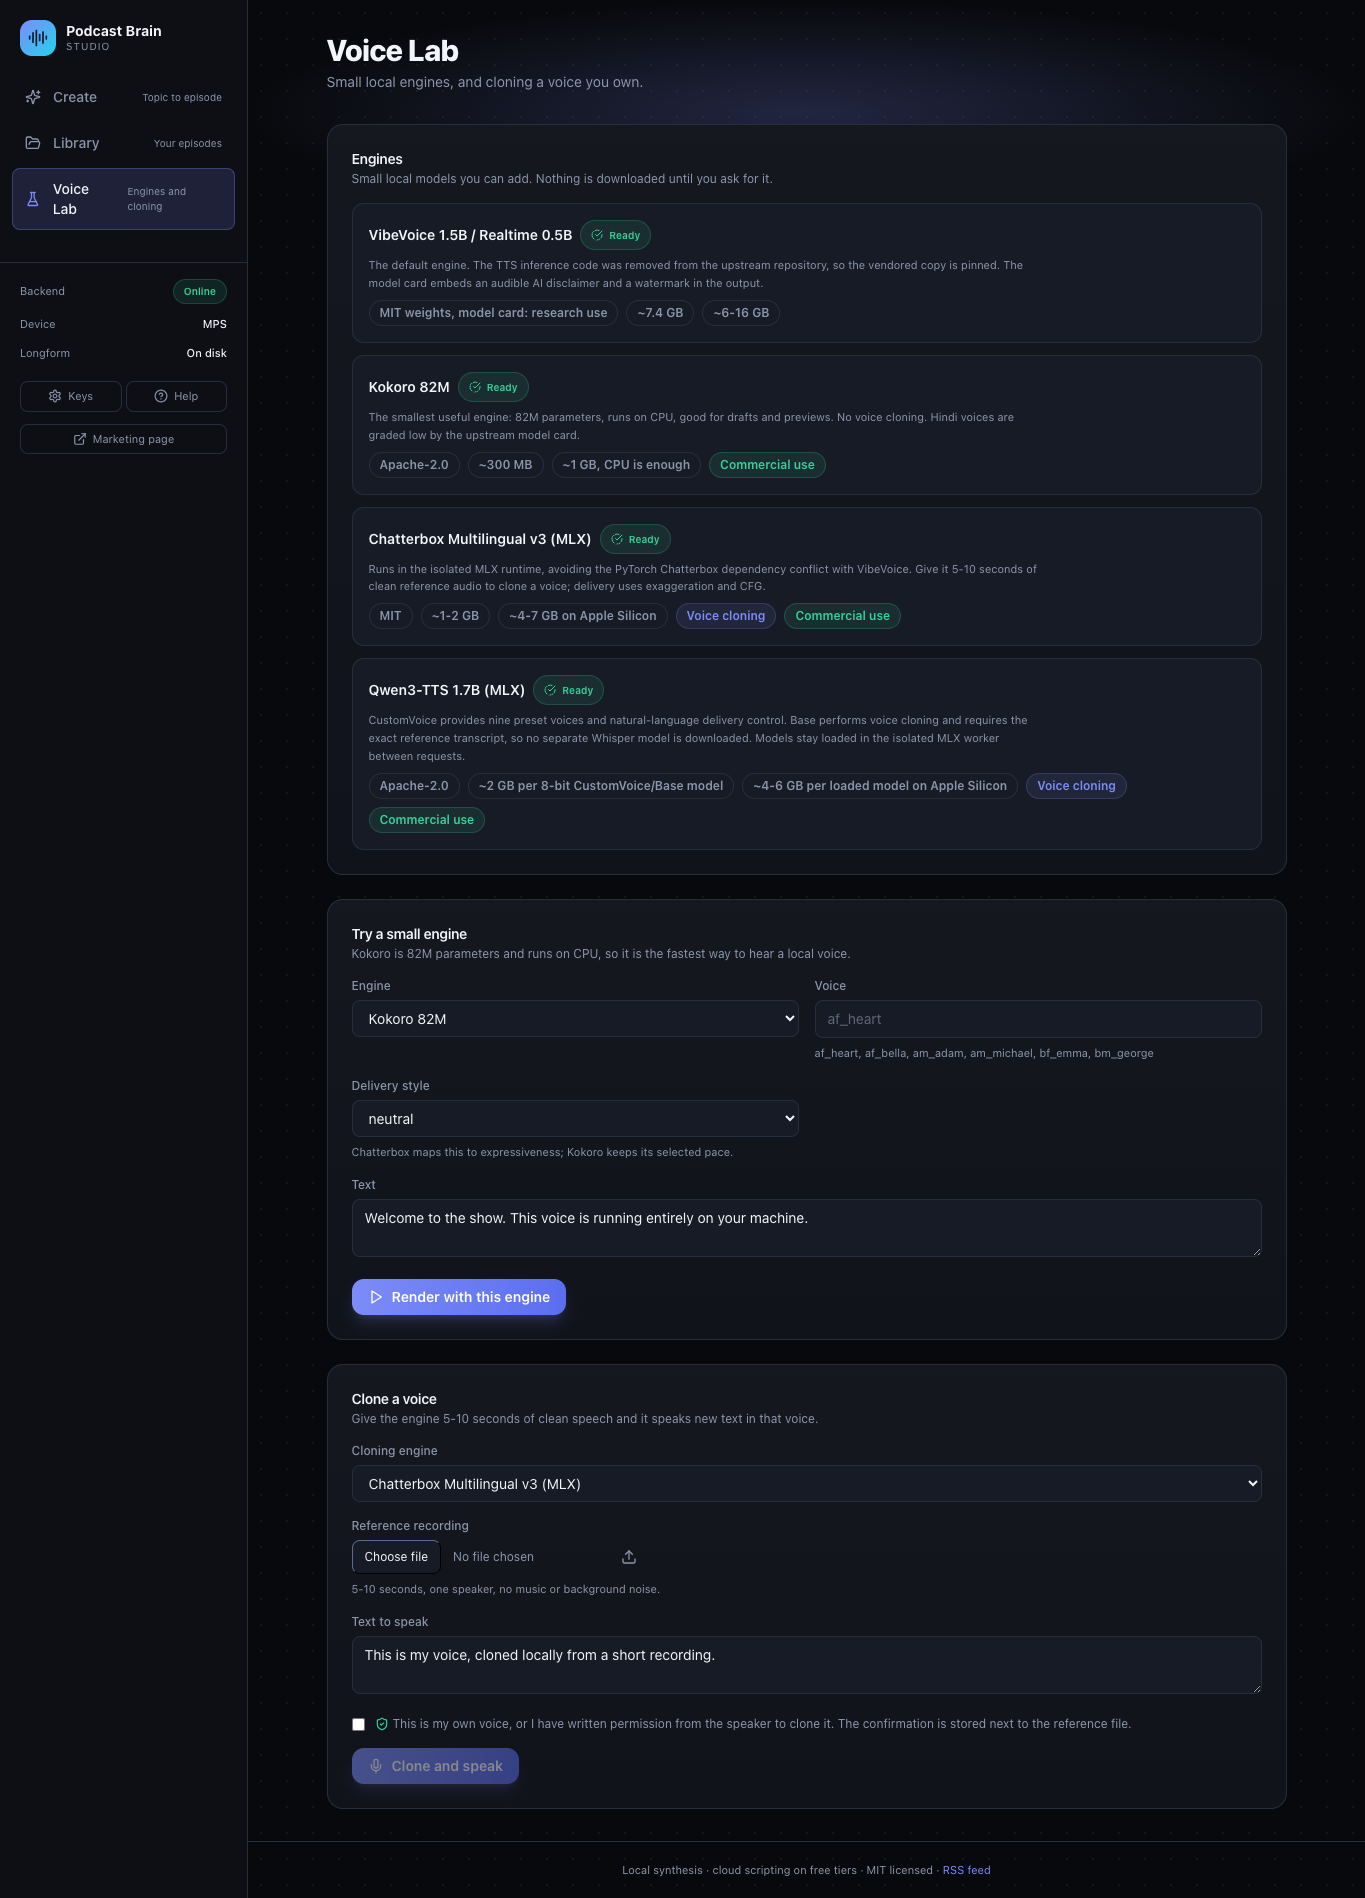 Podcast Brain
STUDIO
Create
Topic to episode
Library
Your episodes
Voice
Lab
Engines and
cloning
Backend
Online
Device
MPS
Longform
On disk
Keys
Help
Marketing page
Voice Lab
Small local engines, and cloning a voice you own.
Engines
Small local models you can add. Nothing is downloaded until you ask for it.
VibeVoice 1.5B / Realtime 0.5B
Ready
The default engine. The TTS inference code was removed from the upstream repository, so the vendored copy is pinned. The
model card embeds an audible AI disclaimer and a watermark in the output.
MIT weights, model card: research use
~7.4 GB
~6-16 GB
Kokoro 82M
Ready
The smallest useful engine: 82M parameters, runs on CPU, good for drafts and previews. No voice cloning. Hindi voices are
graded low by the upstream model card.
Apache-2.0
~300 MB
~1 GB, CPU is enough
Commercial use
Chatterbox Multilingual v3 (MLX)
Ready
Runs in the isolated MLX runtime, avoiding the PyTorch Chatterbox dependency conflict with VibeVoice. Give it 5-10 seconds of
clean reference audio to clone a voice; delivery uses exaggeration and CFG.
MIT
~1-2 GB
~4-7 GB on Apple Silicon
Voice cloning
Commercial use
Qwen3-TTS 1.7B (MLX)
Ready
CustomVoice provides nine preset voices and natural-language delivery control. Base performs voice cloning and requires the
exact reference transcript, so no separate Whisper model is downloaded. Models stay loaded in the isolated MLX worker
between requests.
Apache-2.0
~2 GB per 8-bit CustomVoice/Base model
~4-6 GB per loaded model on Apple Silicon
Voice cloning
Commercial use
Try a small engine
Kokoro is 82M parameters and runs on CPU, so it is the fastest way to hear a local voice.
Engine
Voice
Kokoro 82M
af_heart
af_heart, af_bella, am_adam, am_michael, bf_emma, bm_george
Delivery style
neutral
Chatterbox maps this to expressiveness; Kokoro keeps its selected pace.
Text
Welcome to the show. This voice is running entirely on your machine.
Render with this engine
Clone a voice
Give the engine 5-10 seconds of clean speech and it speaks new text in that voice.
Cloning engine
Chatterbox Multilingual v3 (MLX)
Reference recording
Choose file
No file chosen
5-10 seconds, one speaker, no music or background noise.
Text to speak
This is my voice, cloned locally from a short recording.
This is my own voice, or I have written permission from the speaker to clone it. The confirmation is stored next to the reference file.
Clone and speak
Local synthesis · cloud scripting on free tiers · MIT licensed · RSS feed